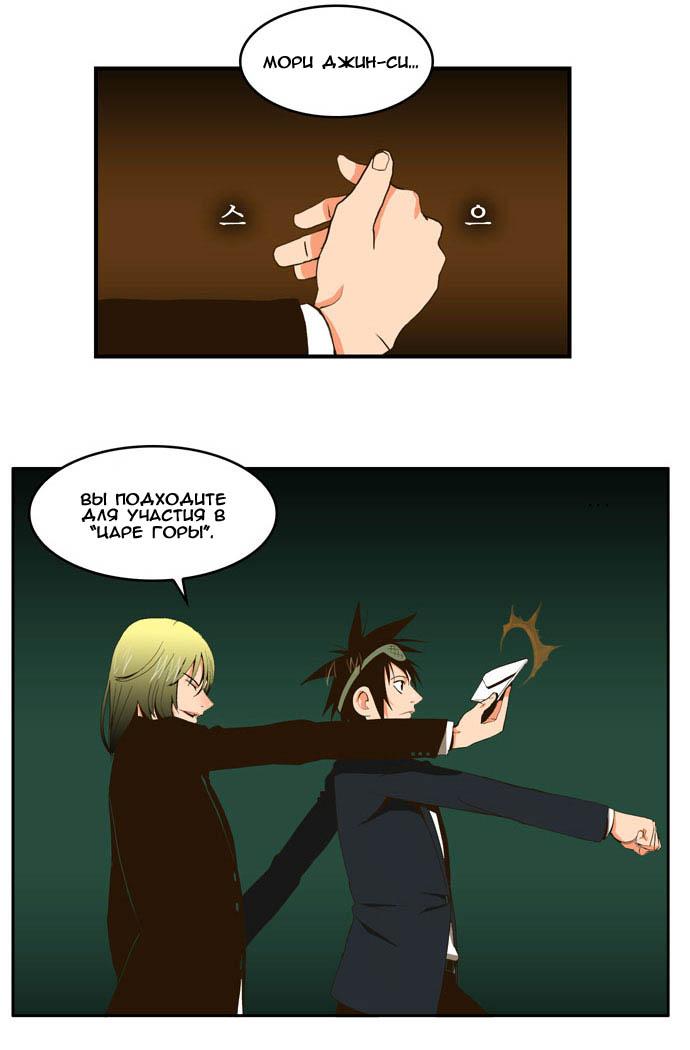 МОРИ ДЖИН-СИ...
스 으
ВЫ ПОДХОДИТЕ
ДЛЯ УЧАСТИЯ В
"ЦАРЕ ГОРЫ".
...